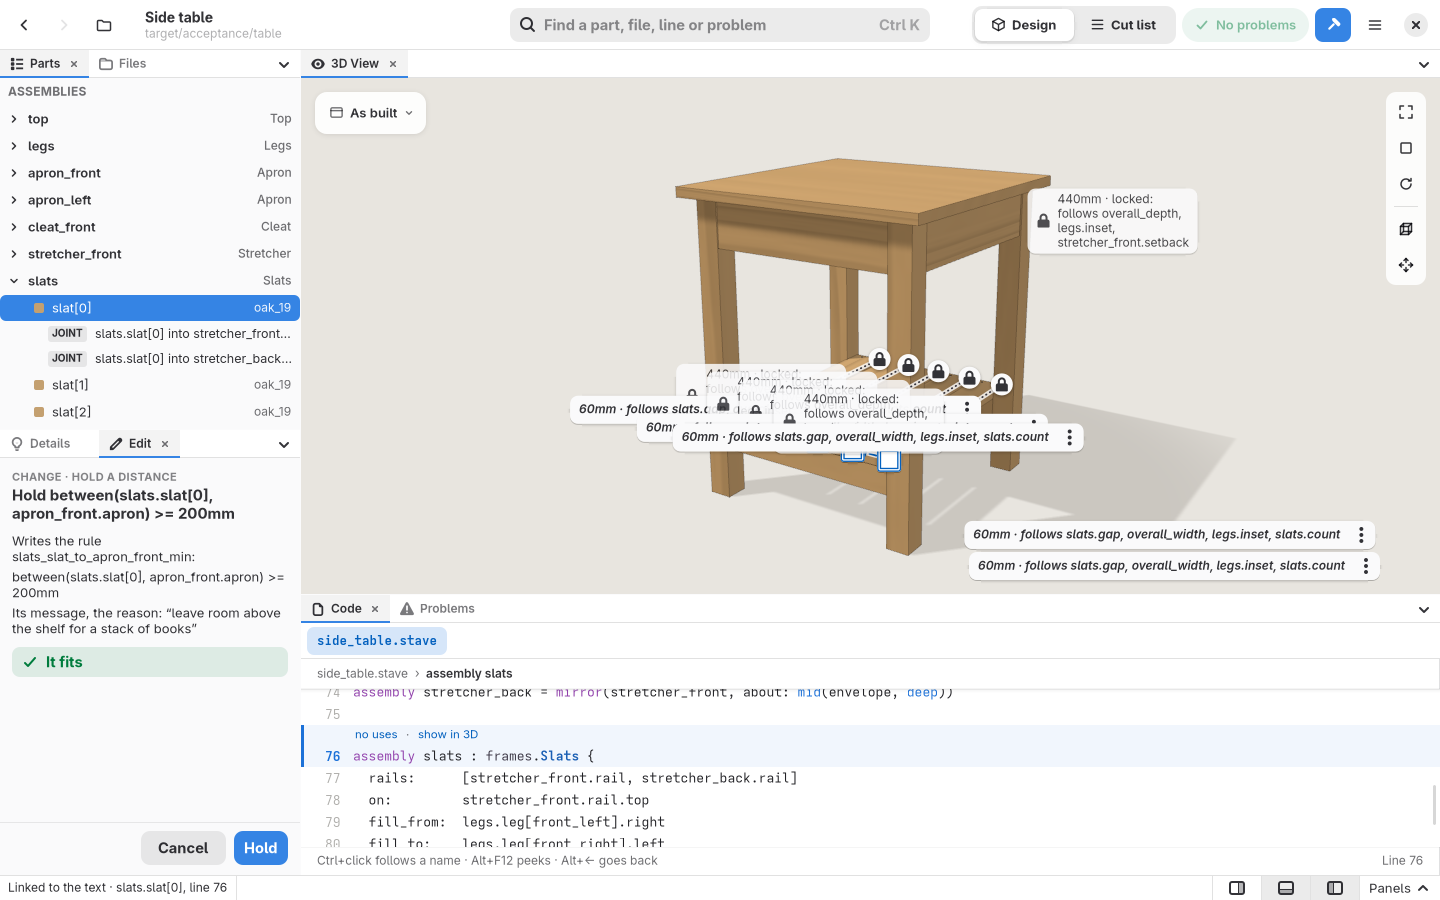 Side table
target/acceptance/table
Find a part, file, line or problem
Ctrl K
Design
Cut list
No problems
Parts
Files
3D View
ASSEMBLIES
top
Top
legs
Legs
apron_front
Apron
apron_left
Apron
cleat_front
Cleat
stretcher_front
Stretcher
slats
Slats
slat[0]
oak_19
JOINT
slats.slat[0] into stretcher_front...
JOINT
slats.slat[0] into stretcher_back...
slat[1]
oak_19
slat[2]
oak_19
As built
440mm · locked:
follows overall_depth,
legs.inset,
stretcher_front.setback
440mm · locked:
follows overall_depth,
60mm · follows slats.gap, overall_width, legs.inset, slats.count
60mm · follows slats.gap, overall_width, legs.inset, slats.count
60mm · follows slats.gap, overall_width, legs.inset, slats.count
Details
Edit
CHANGE · HOLD A DISTANCE
Hold between(slats.slat[0],
apron_front.apron) >= 200mm
Writes the rule
slats_slat_to_apron_front_min:
between(slats.slat[0], apron_front.apron) >=
200mm
Its message, the reason: “leave room above
the shelf for a stack of books”
It fits
Cancel
Hold
Code
Problems
side_table.stave
side_table.stave › assembly slats
74 assembly stretcher_back = mirror(stretcher_front, about: mid(envelope, deep))
75
no uses · show in 3D
76 assembly slats : frames.Slats {
77 rails: [stretcher_front.rail, stretcher_back.rail]
78 on: stretcher_front.rail.top
79 fill_from: legs.leg[front_left].right
80 fill_to: legs.leg[front_right].left
Ctrl+click follows a name · Alt+F12 peeks · Alt+← goes back
Line 76
Linked to the text · slats.slat[0], line 76
Panels